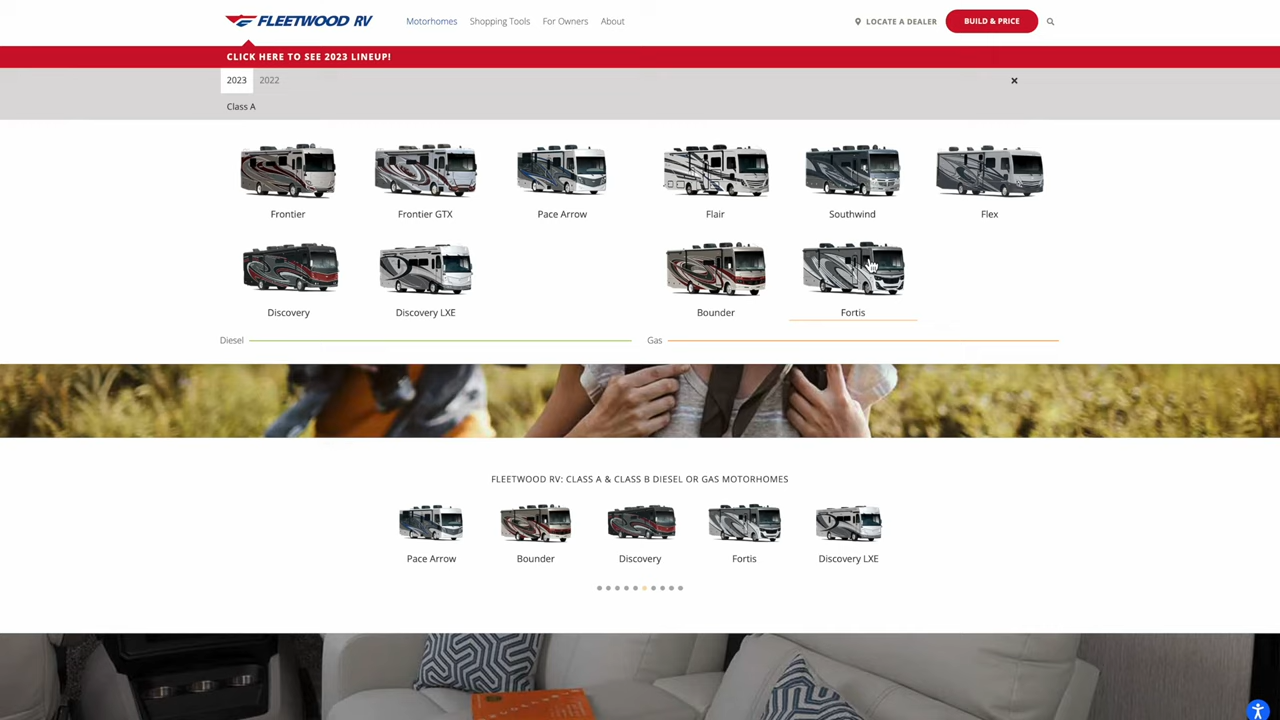 FLEETWOOD RV
Motorhomes Shopping Tools For Owners About
LOCATE A DEALER
BUILD & PRICE
CLICK HERE TO SEE 2023 LINEUP!
2023 2022
Class A
Frontier Frontier GTX Pace Arrow Flair Southwind Flex
Discovery Discovery LXE Bounder Fortis
Diesel Gas
FLEETWOOD RV: CLASS A & CLASS B DIESEL OR GAS MOTORHOMES
Pace Arrow Bounder Discovery Fortis Discovery LXE